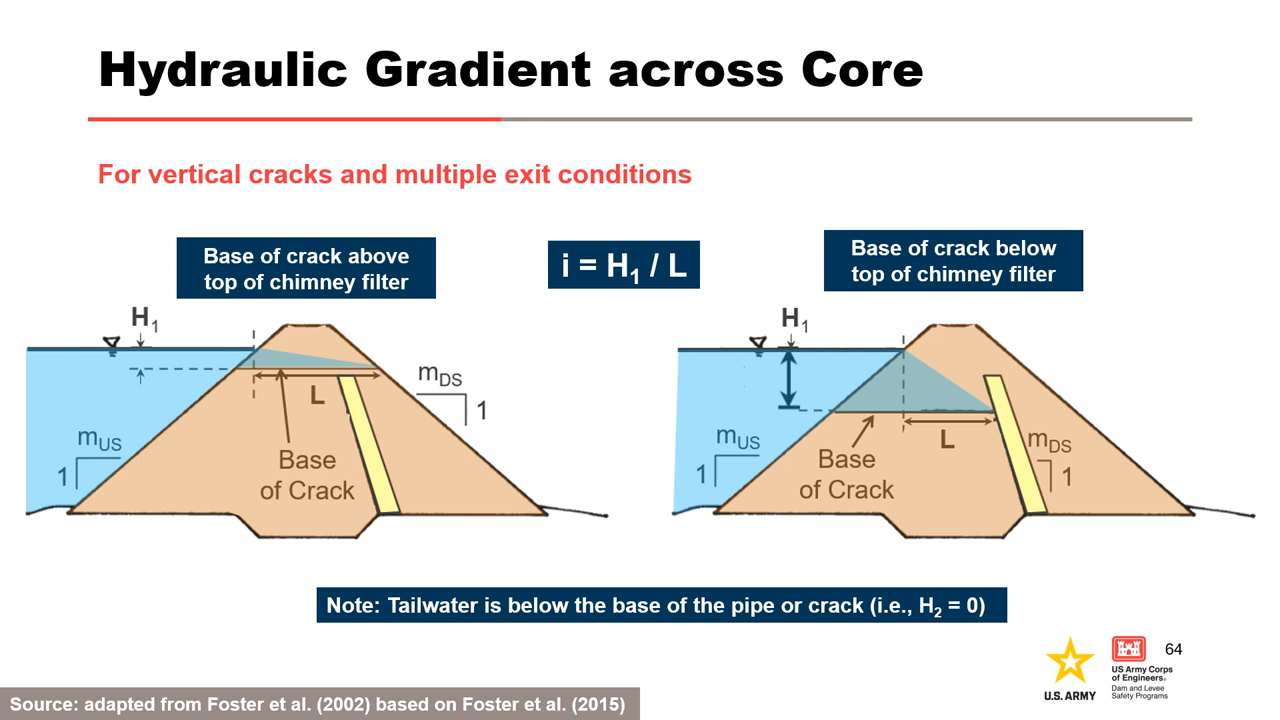 Hydraulic Gradient across Core
For vertical cracks and multiple exit conditions
Base of crack above
top of chimney filter
i = H₁ / L
Base of crack below
top of chimney filter
H₁
m_DS
1
L
m_US
1
Base
of Crack
H₁
L
m_US
1
m_DS
1
Base
of Crack
Note: Tailwater is below the base of the pipe or crack (i.e., H₂ = 0)
64
U.S. ARMY
US Army Corps
of Engineers®
Dam and Levee
Safety Programs
Source: adapted from Foster et al. (2002) based on Foster et al. (2015)